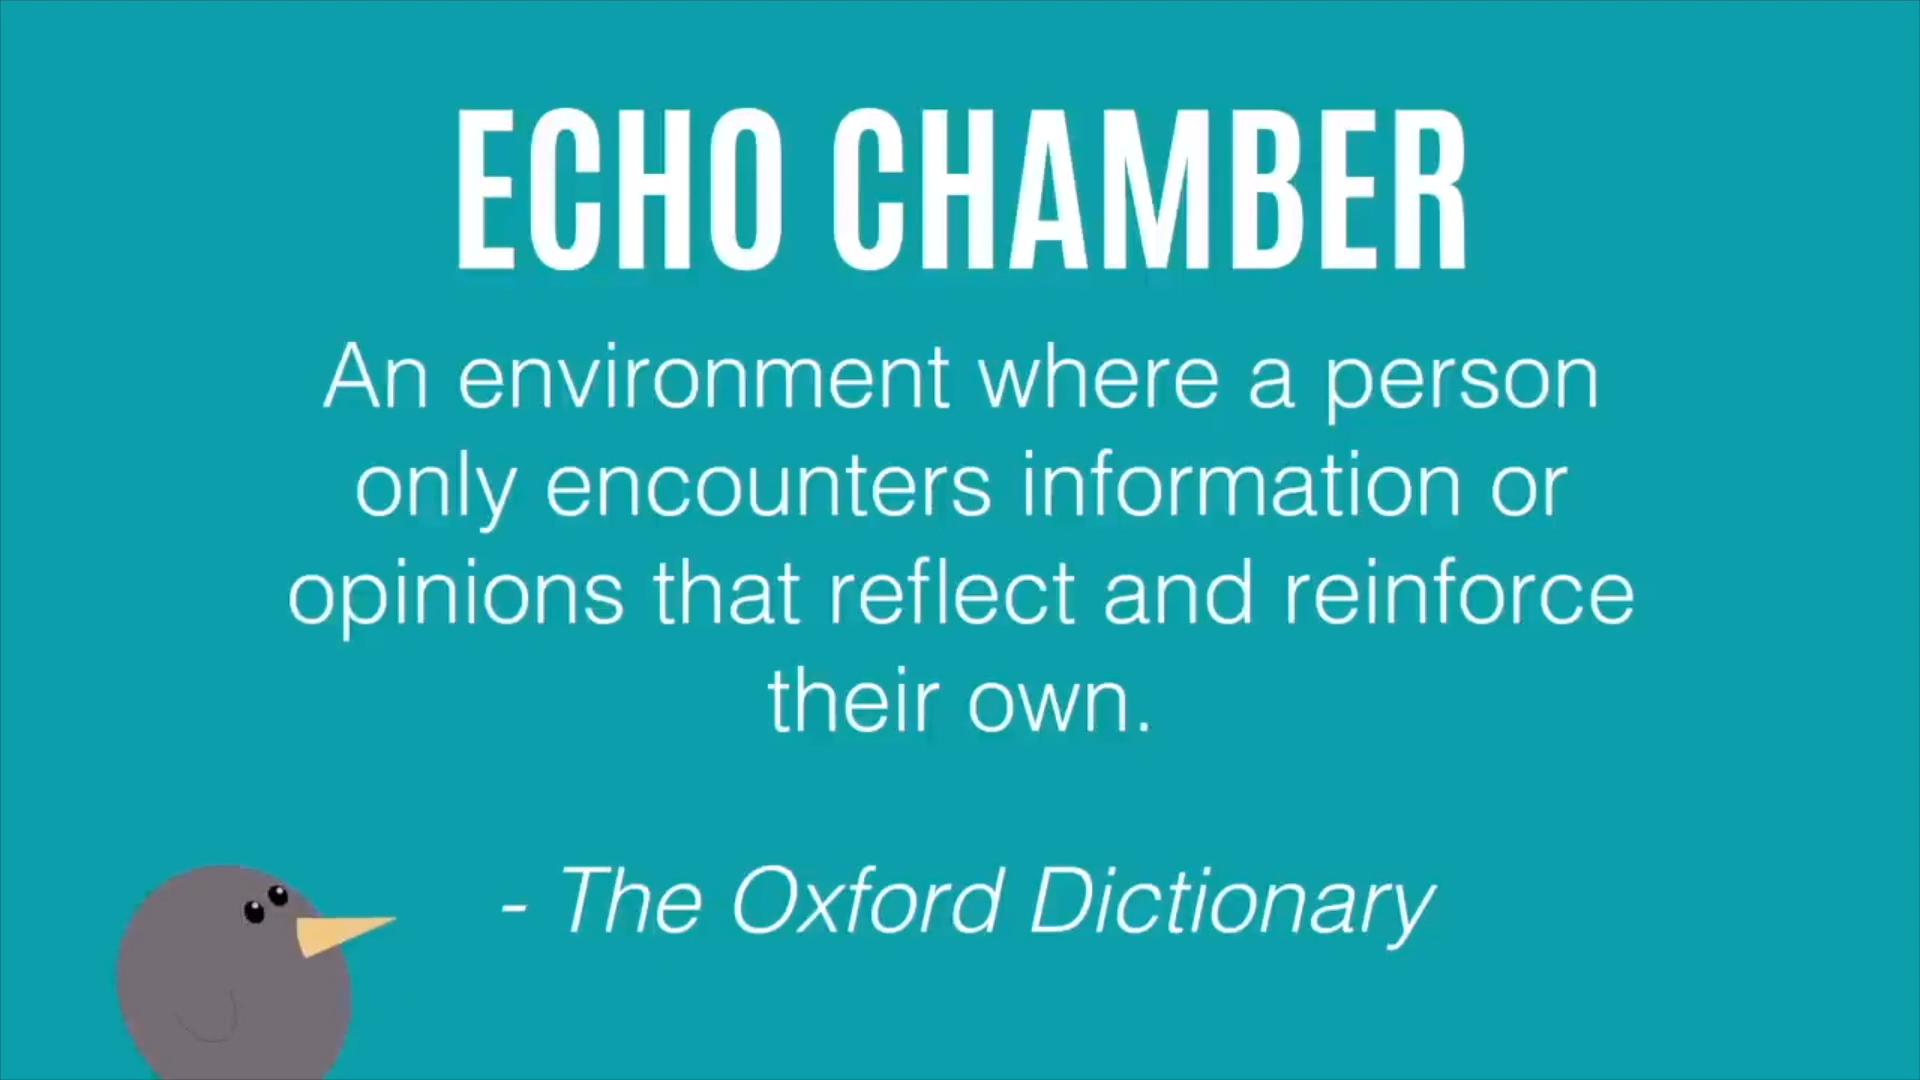 ECHO CHAMBER
An environment where a person
only encounters information or
opinions that reflect and reinforce
their own.
- The Oxford Dictionary